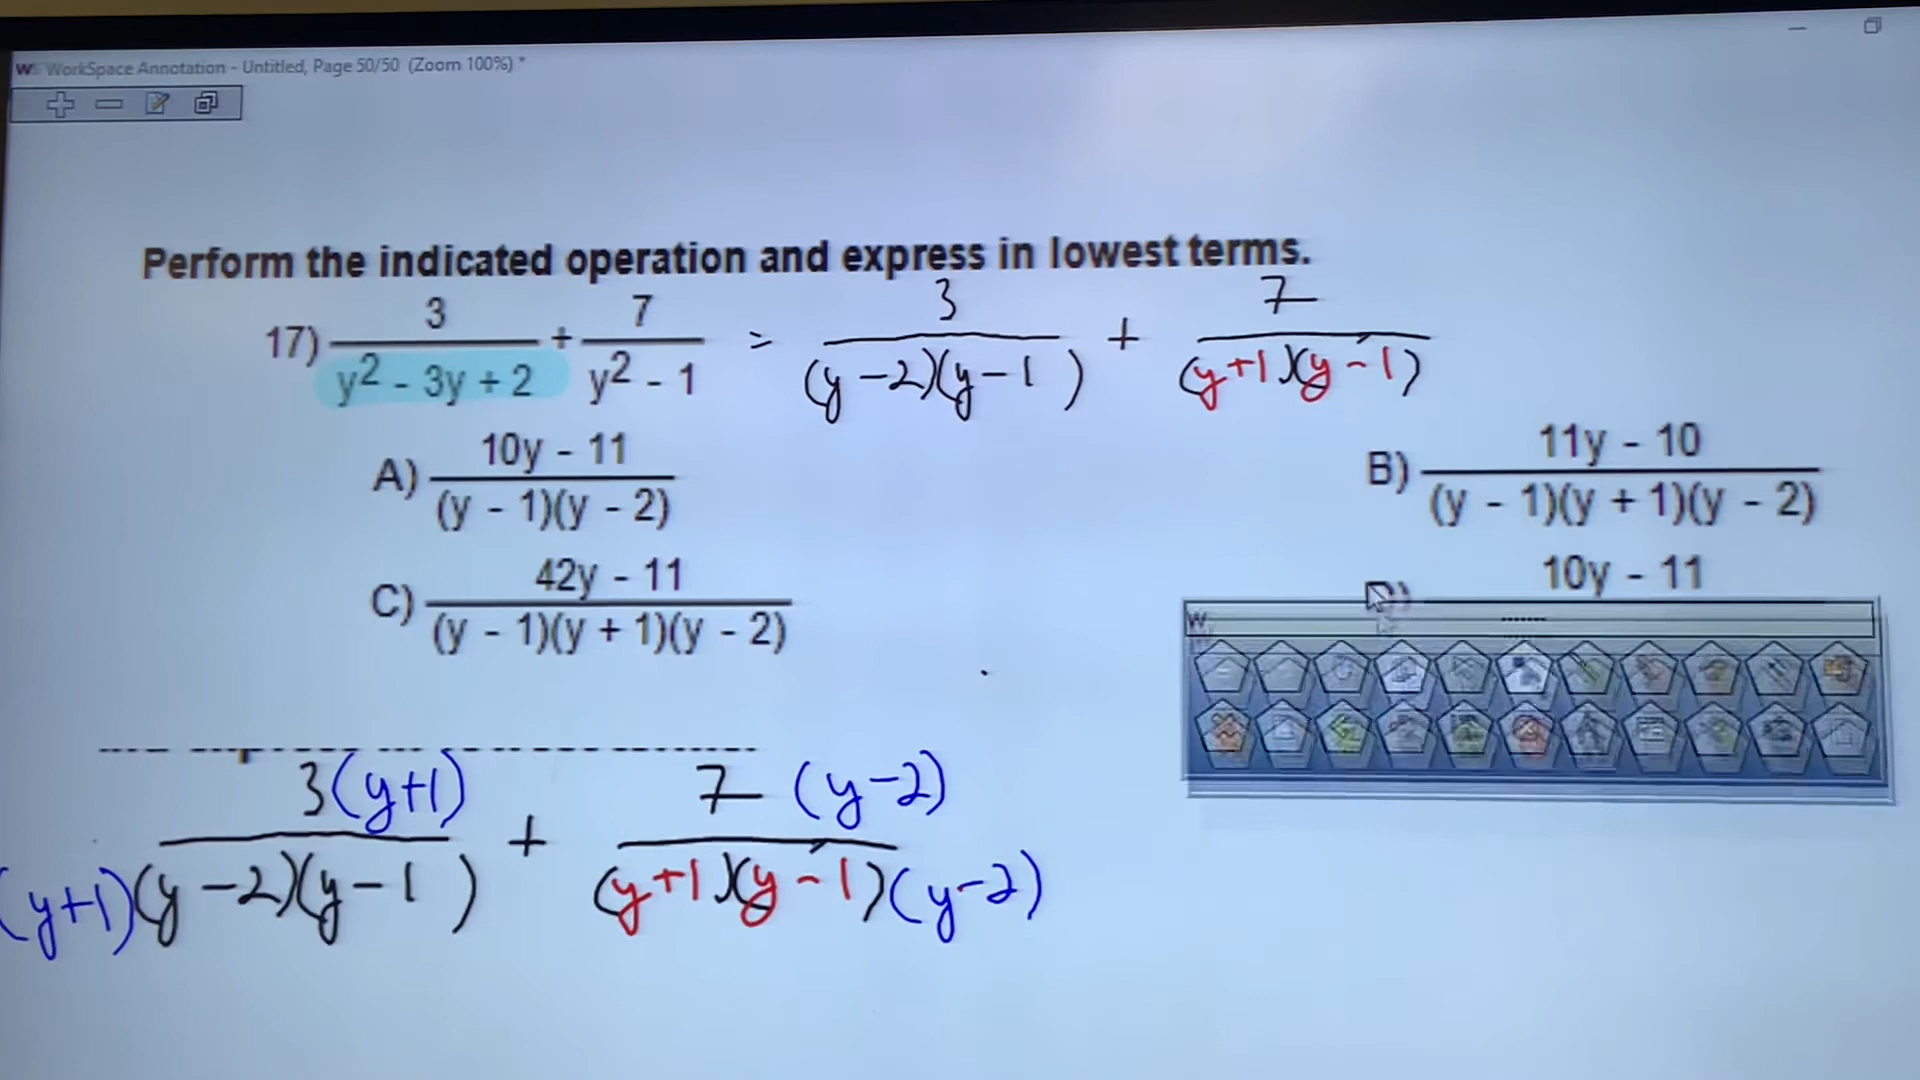 WS WorkSpace Annotation - Untitled, Page 50/50 (Zoom 100%) *
Perform the indicated operation and express in lowest terms.
17) 3/(y² - 3y + 2) + 7/(y² - 1) = 3/((y-2)(y-1)) + 7/((y+1)(y-1))
A) (10y - 11)/((y - 1)(y - 2))
B) (11y - 10)/((y - 1)(y + 1)(y - 2))
C) (42y - 11)/((y - 1)(y + 1)(y - 2))
D) 10y - 11
W
3(y+1)/((y+1)(y-2)(y-1)) + 7(y-2)/((y+1)(y-1)(y-2))